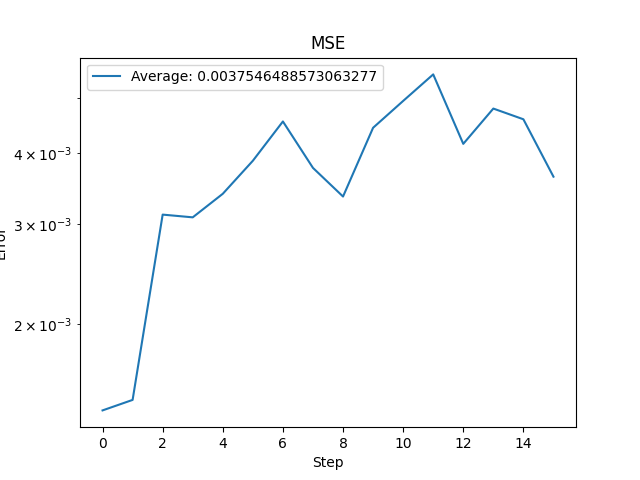 MSE
Average: 0.0037546488573063277
4 × 10⁻³
3 × 10⁻³
2 × 10⁻³
Error
0 2 4 6 8 10 12 14
Step